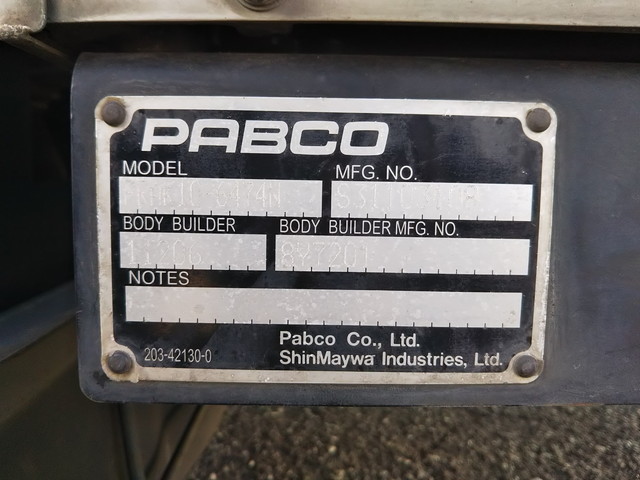 PABCO
MODEL
MFG. NO.
BODY BUILDER
BODY BUILDER MFG. NO.
897201
NOTES
203-42130-0
Pabco Co., Ltd.
ShinMaywa Industries, Ltd.